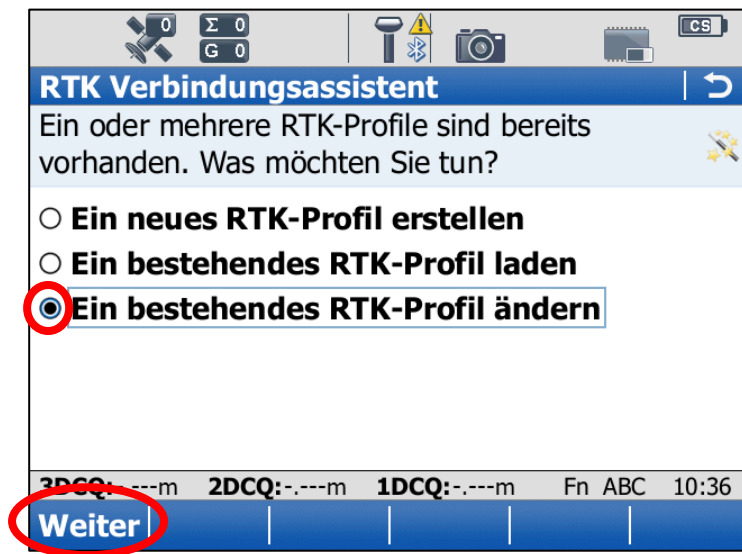 0 Σ 0 CS
G 0
RTK Verbindungsassistent
Ein oder mehrere RTK-Profile sind bereits
vorhanden. Was möchten Sie tun?
Ein neues RTK-Profil erstellen
Ein bestehendes RTK-Profil laden
Ein bestehendes RTK-Profil ändern
3DCQ:-.---m 2DCQ:-.---m 1DCQ:-.---m Fn ABC 10:36
Weiter